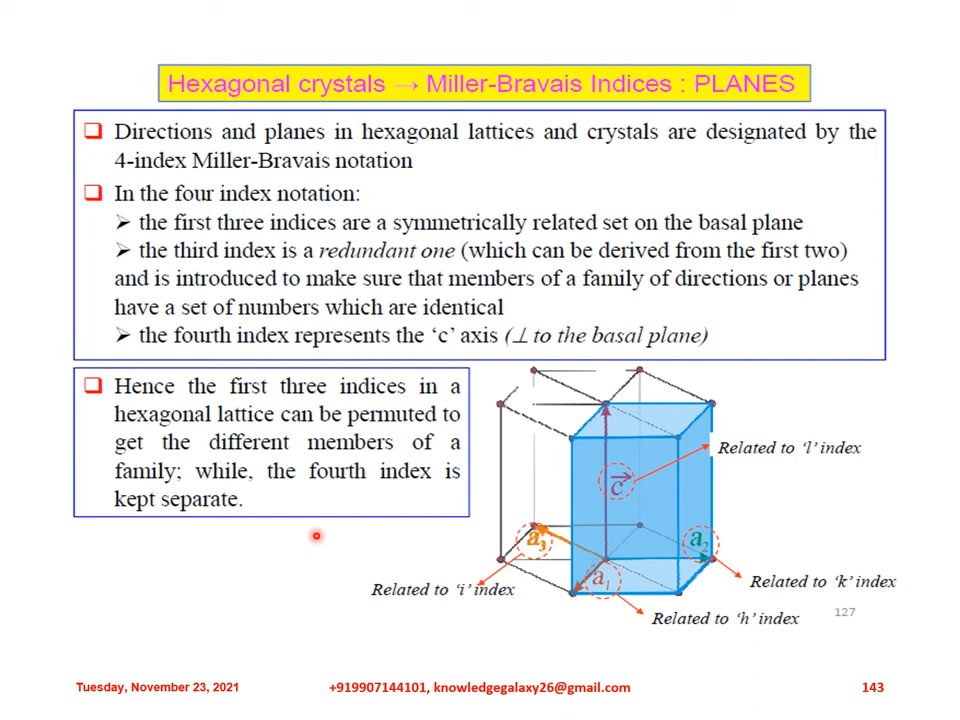 Hexagonal crystals → Miller-Bravais Indices : PLANES
❑ Directions and planes in hexagonal lattices and crystals are designated by the
4-index Miller-Bravais notation
❑ In the four index notation:
➢ the first three indices are a symmetrically related set on the basal plane
➢ the third index is a redundant one (which can be derived from the first two)
and is introduced to make sure that members of a family of directions or planes
have a set of numbers which are identical
➢ the fourth index represents the ‘c’ axis (⊥ to the basal plane)
❑ Hence the first three indices in a
hexagonal lattice can be permuted to
get the different members of a
family; while, the fourth index is
kept separate.
Related to ‘l’ index
c⃗
a₃
a₂
a₁
Related to ‘i’ index
Related to ‘k’ index
Related to ‘h’ index
127
Tuesday, November 23, 2021
+919907144101, knowledgegalaxy26@gmail.com
143